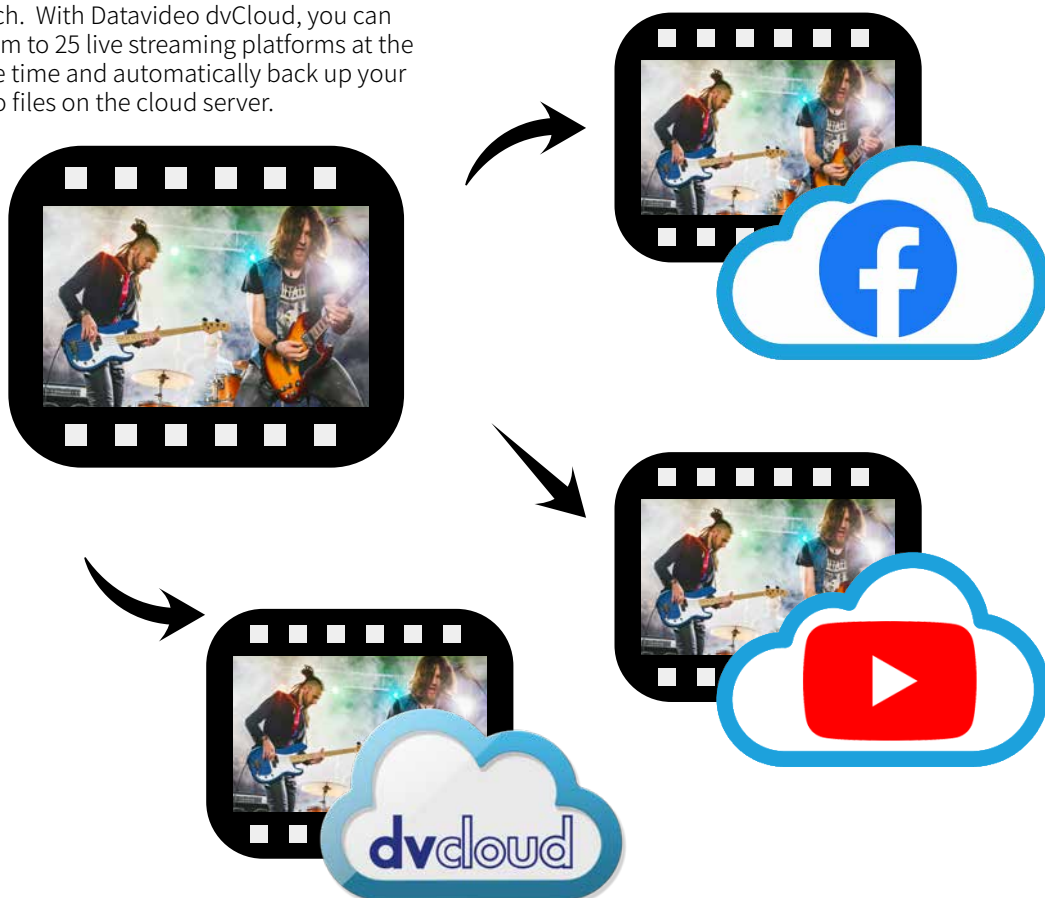 ch. With Datavideo dvCloud, you can
m to 25 live streaming platforms at the
e time and automatically back up your
o files on the cloud server.
f
dvcloud